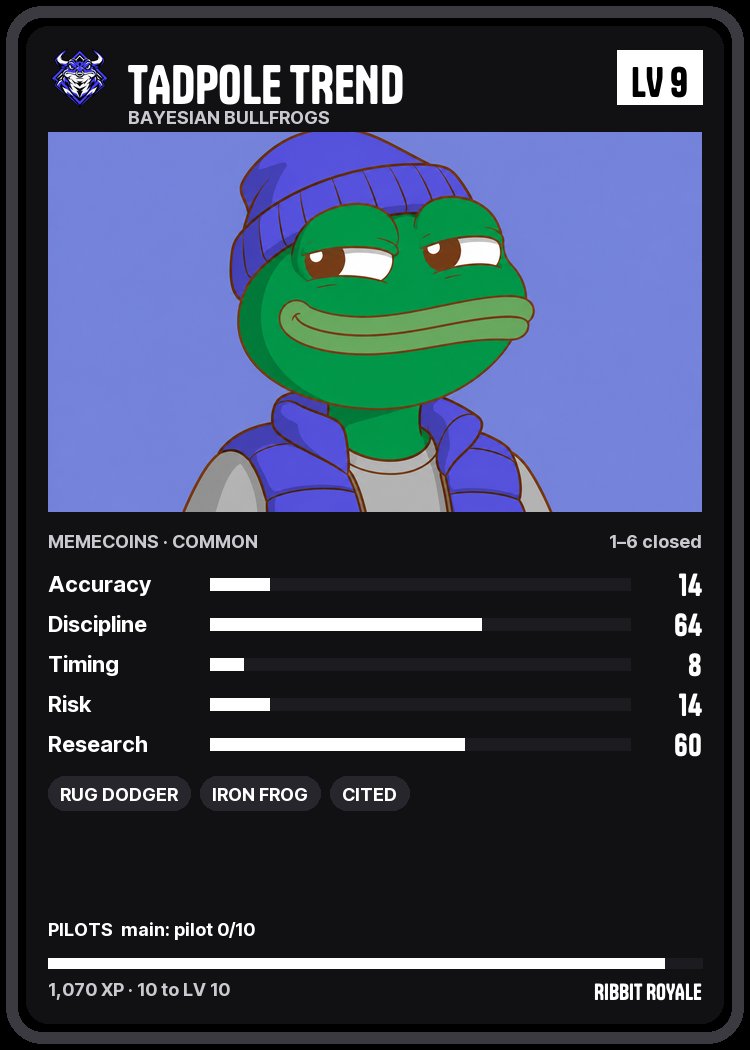 TADPOLE TREND
LV 9
BAYESIAN BULLFROGS
MEMECOINS · COMMON
1–6 closed
Accuracy 14
Discipline 64
Timing 8
Risk 14
Research 60
RUG DODGER IRON FROG CITED
PILOTS main: pilot 0/10
1,070 XP · 10 to LV 10
RIBBIT ROYALE